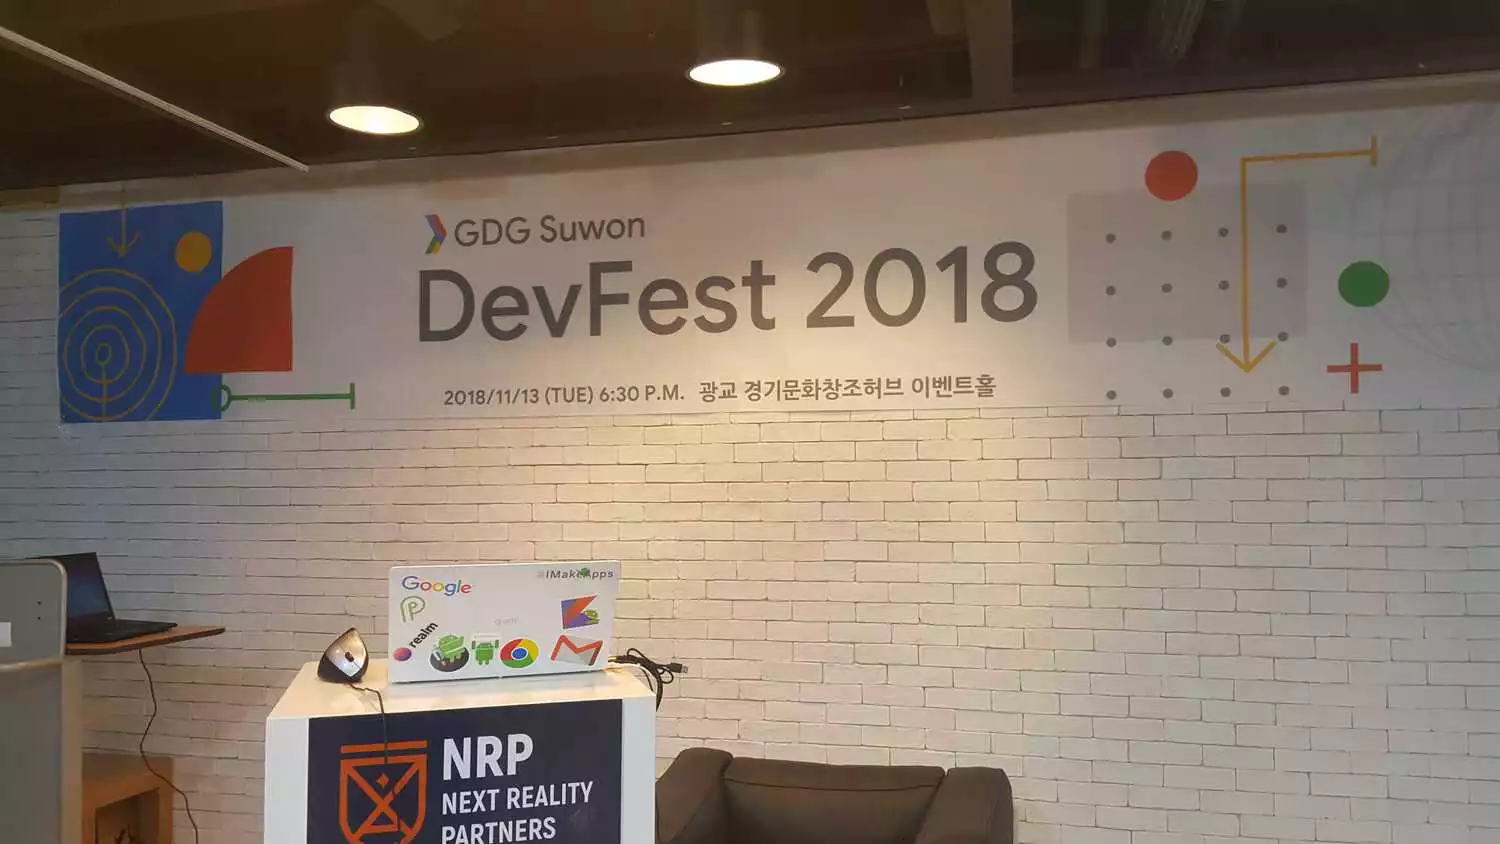 GDG Suwon
DevFest 2018
2018/11/13 (TUE) 6:30 P.M. 광교 경기문화창조허브 이벤트홀
Google
#IMakeApps
realm
NRP
NEXT REALITY
PARTNERS